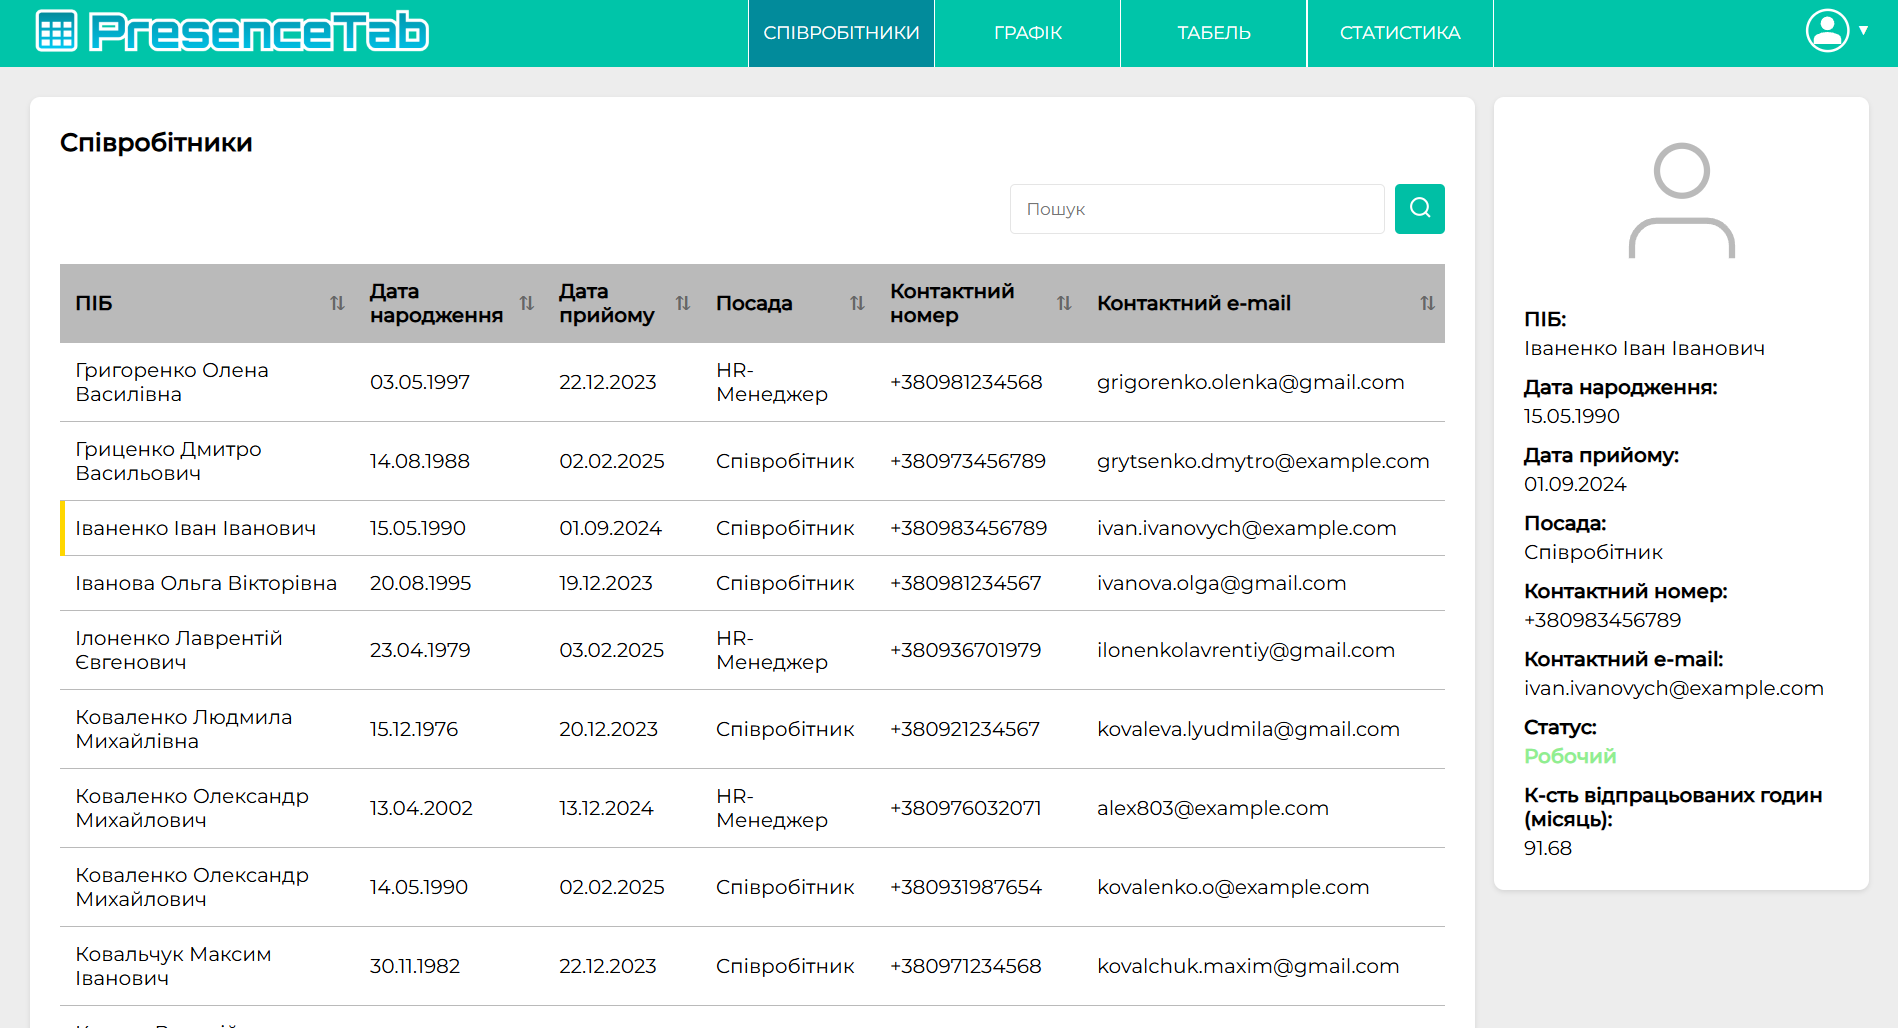 PresenceTab
СПІВРОБІТНИКИ
ГРАФІК
ТАБЕЛЬ
СТАТИСТИКА
Співробітники
Пошук
ПІБ
Дата
народження
Дата
прийому
Посада
Контактний
номер
Контактний e-mail
Григоренко Олена
Василівна
03.05.1997
22.12.2023
HR-
Менеджер
+380981234568
grigorenko.olenka@gmail.com
Гриценко Дмитро
Васильович
14.08.1988
02.02.2025
Співробітник
+380973456789
grytsenko.dmytro@example.com
Іваненко Іван Іванович
15.05.1990
01.09.2024
Співробітник
+380983456789
ivan.ivanovych@example.com
Іванова Ольга Вікторівна
20.08.1995
19.12.2023
Співробітник
+380981234567
ivanova.olga@gmail.com
Ілоненко Лаврентій
Євгенович
23.04.1979
03.02.2025
HR-
Менеджер
+380936701979
ilonenkolavrentiy@gmail.com
Коваленко Людмила
Михайлівна
15.12.1976
20.12.2023
Співробітник
+380921234567
kovaleva.lyudmila@gmail.com
Коваленко Олександр
Михайлович
13.04.2002
13.12.2024
HR-
Менеджер
+380976032071
alex803@example.com
Коваленко Олександр
Михайлович
14.05.1990
02.02.2025
Співробітник
+380931987654
kovalenko.o@example.com
Ковальчук Максим
Іванович
30.11.1982
22.12.2023
Співробітник
+380971234568
kovalchuk.maxim@gmail.com
ПІБ:
Іваненко Іван Іванович
Дата народження:
15.05.1990
Дата прийому:
01.09.2024
Посада:
Співробітник
Контактний номер:
+380983456789
Контактний e-mail:
ivan.ivanovych@example.com
Статус:
Робочий
К-сть відпрацьованих годин
(місяць):
91.68